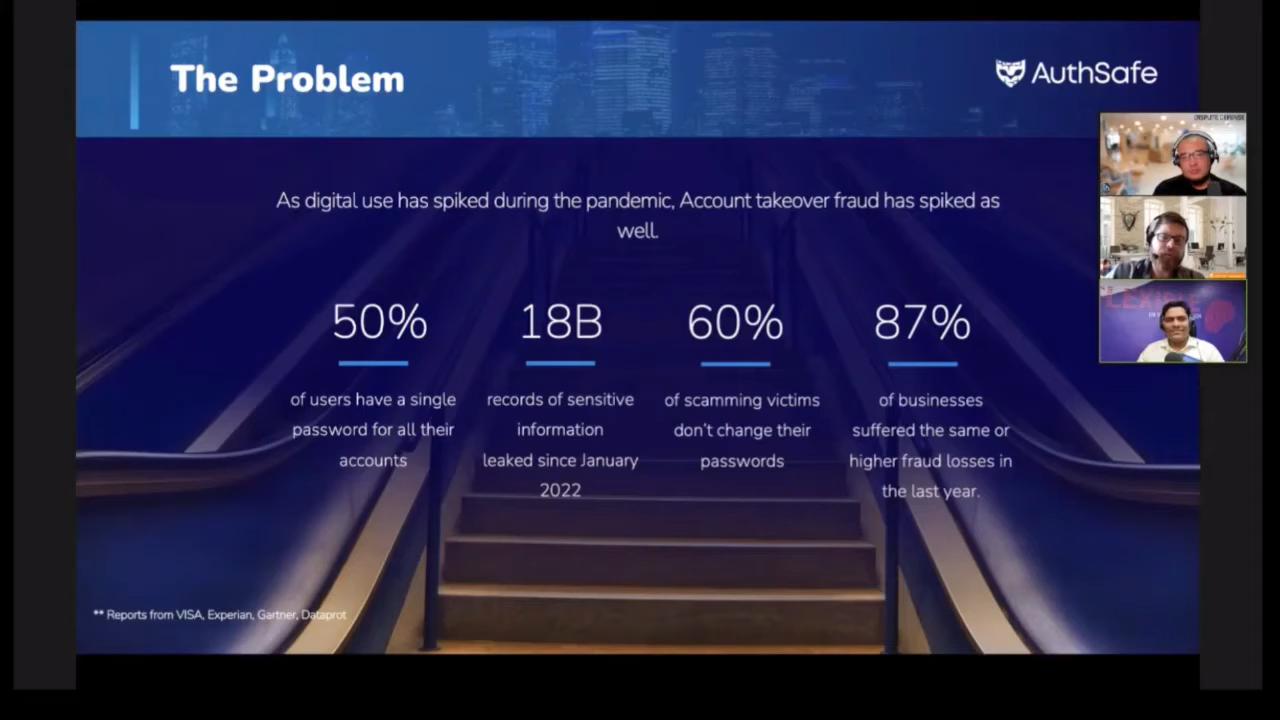 The Problem
AuthSafe
As digital use has spiked during the pandemic, Account takeover fraud has spiked as
well.
50%
of users have a single
password for all their
accounts
18B
records of sensitive
information
leaked since January
2022
60%
of scamming victims
don't change their
passwords
87%
of businesses
suffered the same or
higher fraud losses in
the last year.
** Reports from VISA, Experian, Gartner, Dataprot